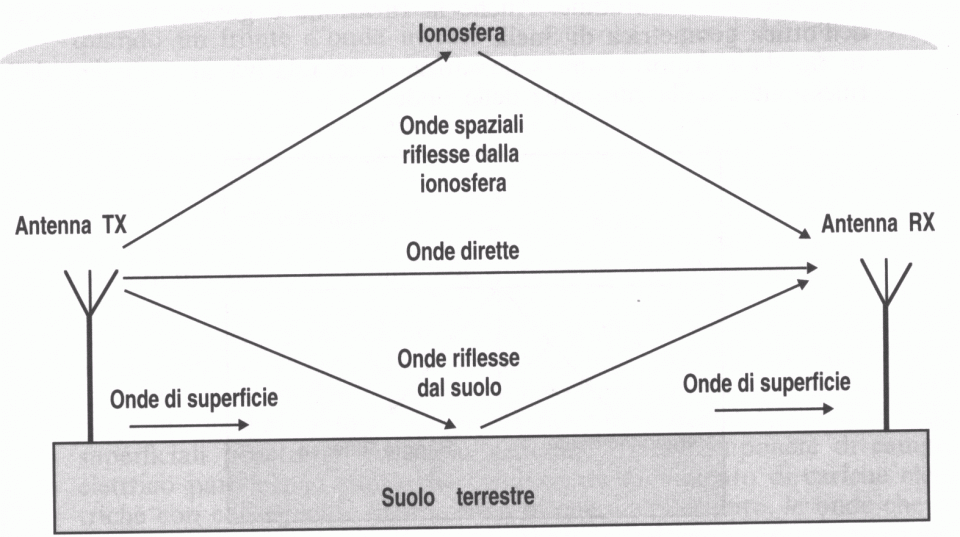 Ionosfera
Onde spaziali
riflesse dalla
ionosfera
Antenna TX
Antenna RX
Onde dirette
Onde riflesse
dal suolo
Onde di superficie
Onde di superficie
Suolo terrestre